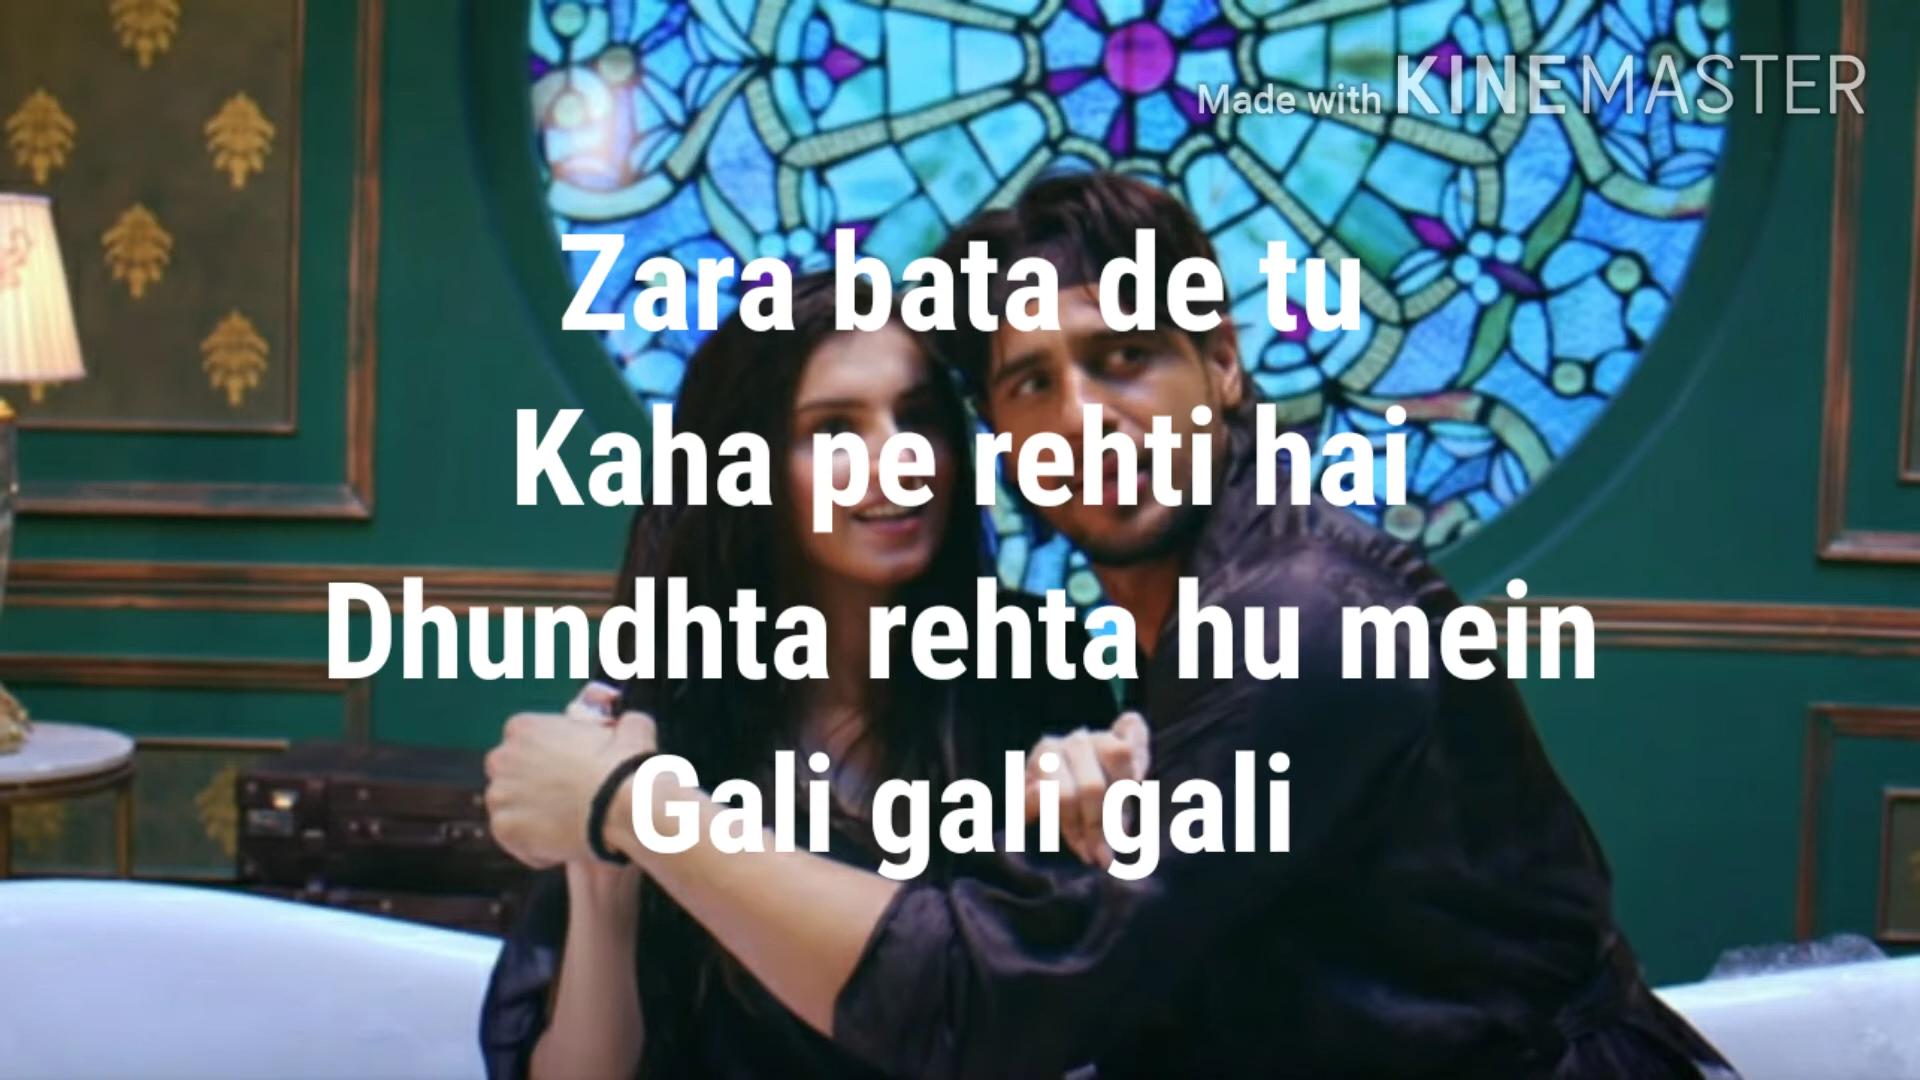 Made with KINEMASTER
Zara bata de tu
Kaha pe rehti hai
Dhundhta rehta hu mein
Gali gali gali